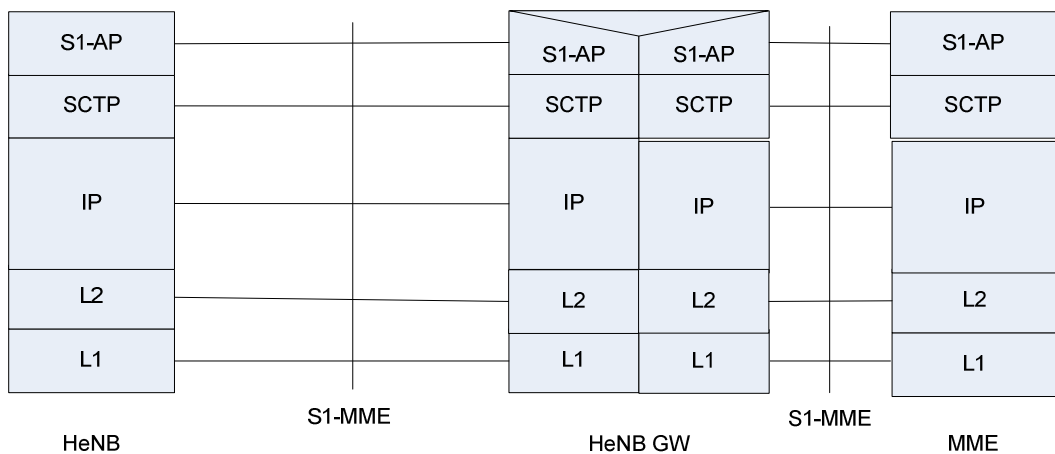 S1-AP
SCTP
IP
L2
L1
HeNB
S1-MME
S1-AP S1-AP
SCTP SCTP
IP IP
L2 L2
L1 L1
HeNB GW
S1-MME
S1-AP
SCTP
IP
L2
L1
MME